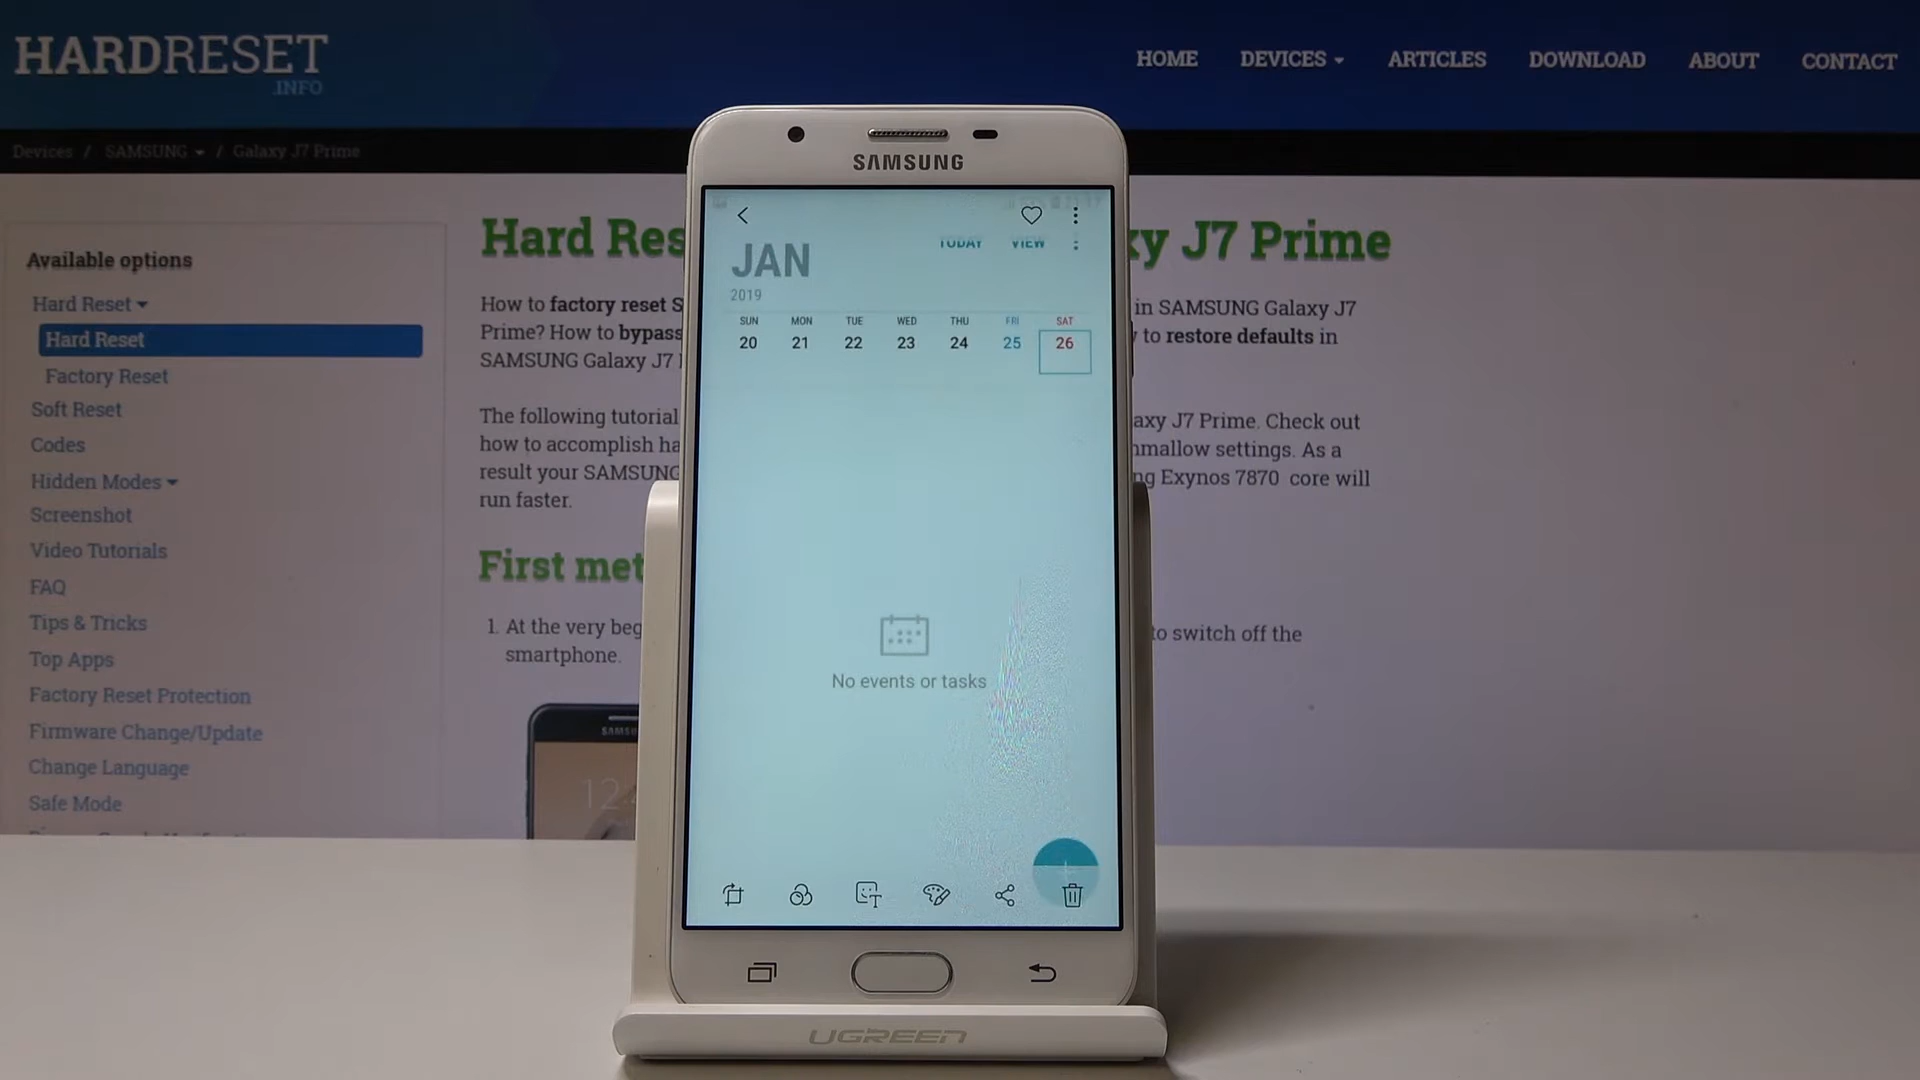 HARDRESET
.INFO
HOME DEVICES ARTICLES DOWNLOAD ABOUT CONTACT
Devices / SAMSUNG / Galaxy J7 Prime
Available options
Hard Reset
Hard Reset
Factory Reset
Soft Reset
Codes
Hidden Modes
Screenshot
Video Tutorials
FAQ
Tips & Tricks
Top Apps
Factory Reset Protection
Firmware Change/Update
Change Language
Safe Mode
Hard Res
xy J7 Prime
How to factory reset S
in SAMSUNG Galaxy J7
Prime? How to bypass
to restore defaults in
SAMSUNG Galaxy J7
The following tutorial
axy J7 Prime. Check out
how to accomplish ha
mallow settings. As a
result your SAMSUNG
ng Exynos 7870 core will
run faster.
First met
1. At the very beg
to switch off the
smartphone.
SAMSU
12:
SAMSUNG
TODAY VIEW
JAN
2019
SUN MON TUE WED THU FRI SAT
20 21 22 23 24 25 26
No events or tasks
UGREEN